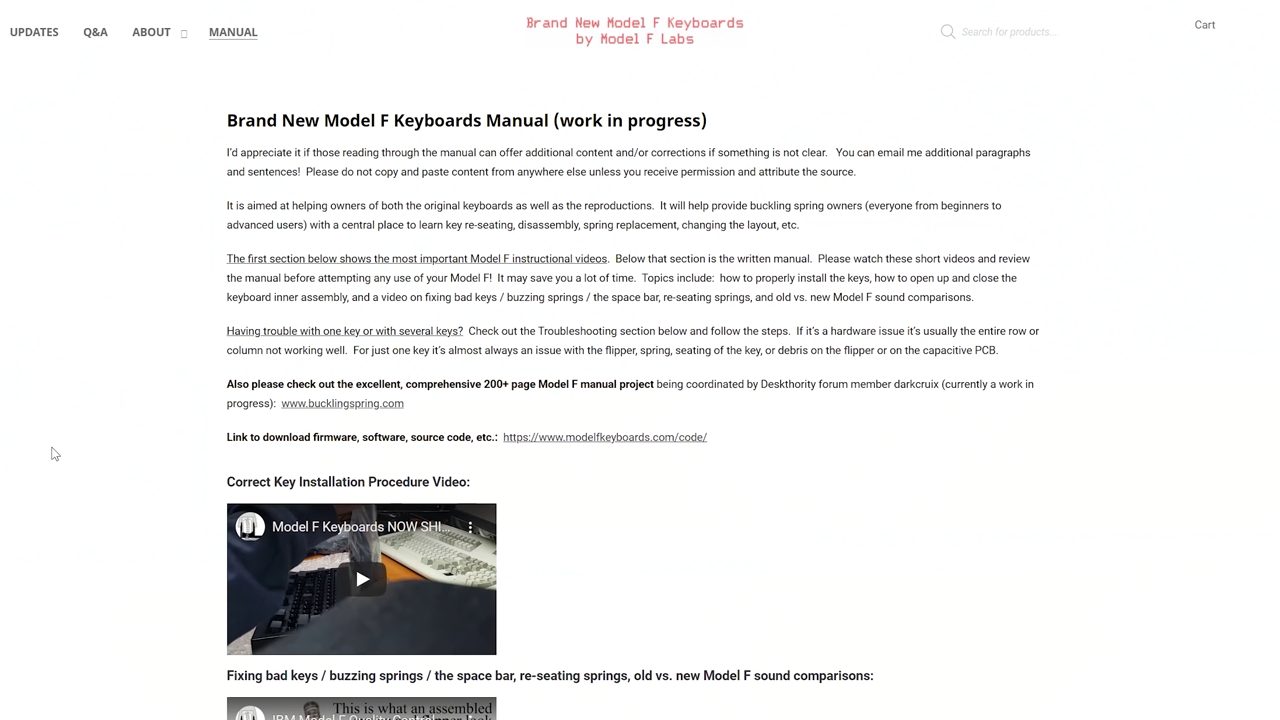 UPDATES Q&A ABOUT MANUAL
Brand New Model F Keyboards
by Model F Labs
Search for products...
Cart
Brand New Model F Keyboards Manual (work in progress)
I'd appreciate it if those reading through the manual can offer additional content and/or corrections if something is not clear. You can email me additional paragraphs
and sentences! Please do not copy and paste content from anywhere else unless you receive permission and attribute the source.
It is aimed at helping owners of both the original keyboards as well as the reproductions. It will help provide buckling spring owners (everyone from beginners to
advanced users) with a central place to learn key re-seating, disassembly, spring replacement, changing the layout, etc.
The first section below shows the most important Model F instructional videos. Below that section is the written manual. Please watch these short videos and review
the manual before attempting any use of your Model F! It may save you a lot of time. Topics include: how to properly install the keys, how to open up and close the
keyboard inner assembly, and a video on fixing bad keys / buzzing springs / the space bar, re-seating springs, and old vs. new Model F sound comparisons.
Having trouble with one key or with several keys? Check out the Troubleshooting section below and follow the steps. If it's a hardware issue it's usually the entire row or
column not working well. For just one key it's almost always an issue with the flipper, spring, seating of the key, or debris on the flipper or on the capacitive PCB.
Also please check out the excellent, comprehensive 200+ page Model F manual project being coordinated by Deskthority forum member darkcruix (currently a work in
progress): www.bucklingspring.com
Link to download firmware, software, source code, etc.: https://www.modelfkeyboards.com/code/
Correct Key Installation Procedure Video:
Model F Keyboards NOW SHI...
Fixing bad keys / buzzing springs / the space bar, re-seating springs, old vs. new Model F sound comparisons:
This is what an assembled
IBM Model F Quality Control